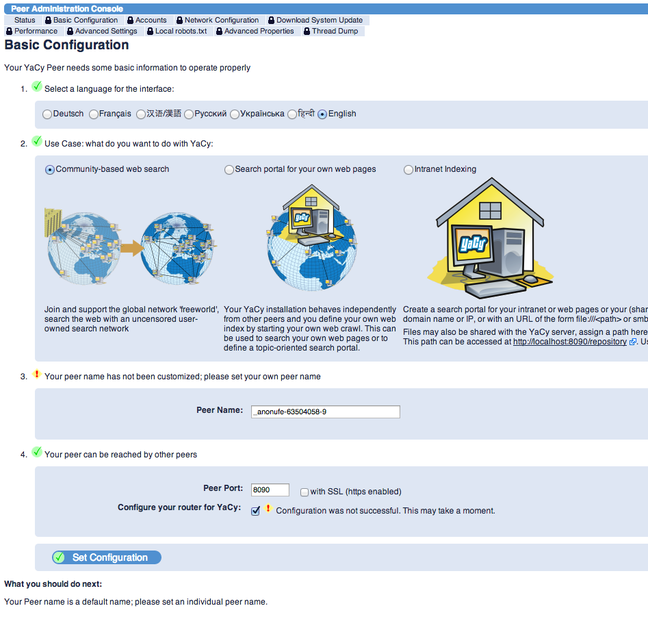 Peer Administration Console
Status Basic Configuration Accounts Network Configuration Download System Update
Performance Advanced Settings Local robots.txt Advanced Properties Thread Dump
Basic Configuration
Your YaCy Peer needs some basic information to operate properly
1. Select a language for the interface:
Deutsch Français 汉语/漢語 Русский Українська हिन्दी English
2. Use Case: what do you want to do with YaCy:
Community-based web search Search portal for your own web pages Intranet Indexing
YaCy
YaCy
Join and support the global network 'freeworld',
search the web with an uncensored user-
owned search network
Your YaCy installation behaves independently
from other peers and you define your own web
index by starting your own web crawl. This can
be used to search your own web pages or to
define a topic-oriented search portal.
Create a search portal for your intranet or web pages or your (shar
domain name or IP, or with an URL of the form file:///<path> or smb
Files may also be shared with the YaCy server, assign a path here
This path can be accessed at http://localhost:8090/repository . Us
3. Your peer name has not been customized; please set your own peer name
Peer Name: _anonufe-63504058-9
4. Your peer can be reached by other peers
Peer Port: 8090 with SSL (https enabled)
Configure your router for YaCy: Configuration was not successful. This may take a moment.
Set Configuration
What you should do next:
Your Peer name is a default name; please set an individual peer name.